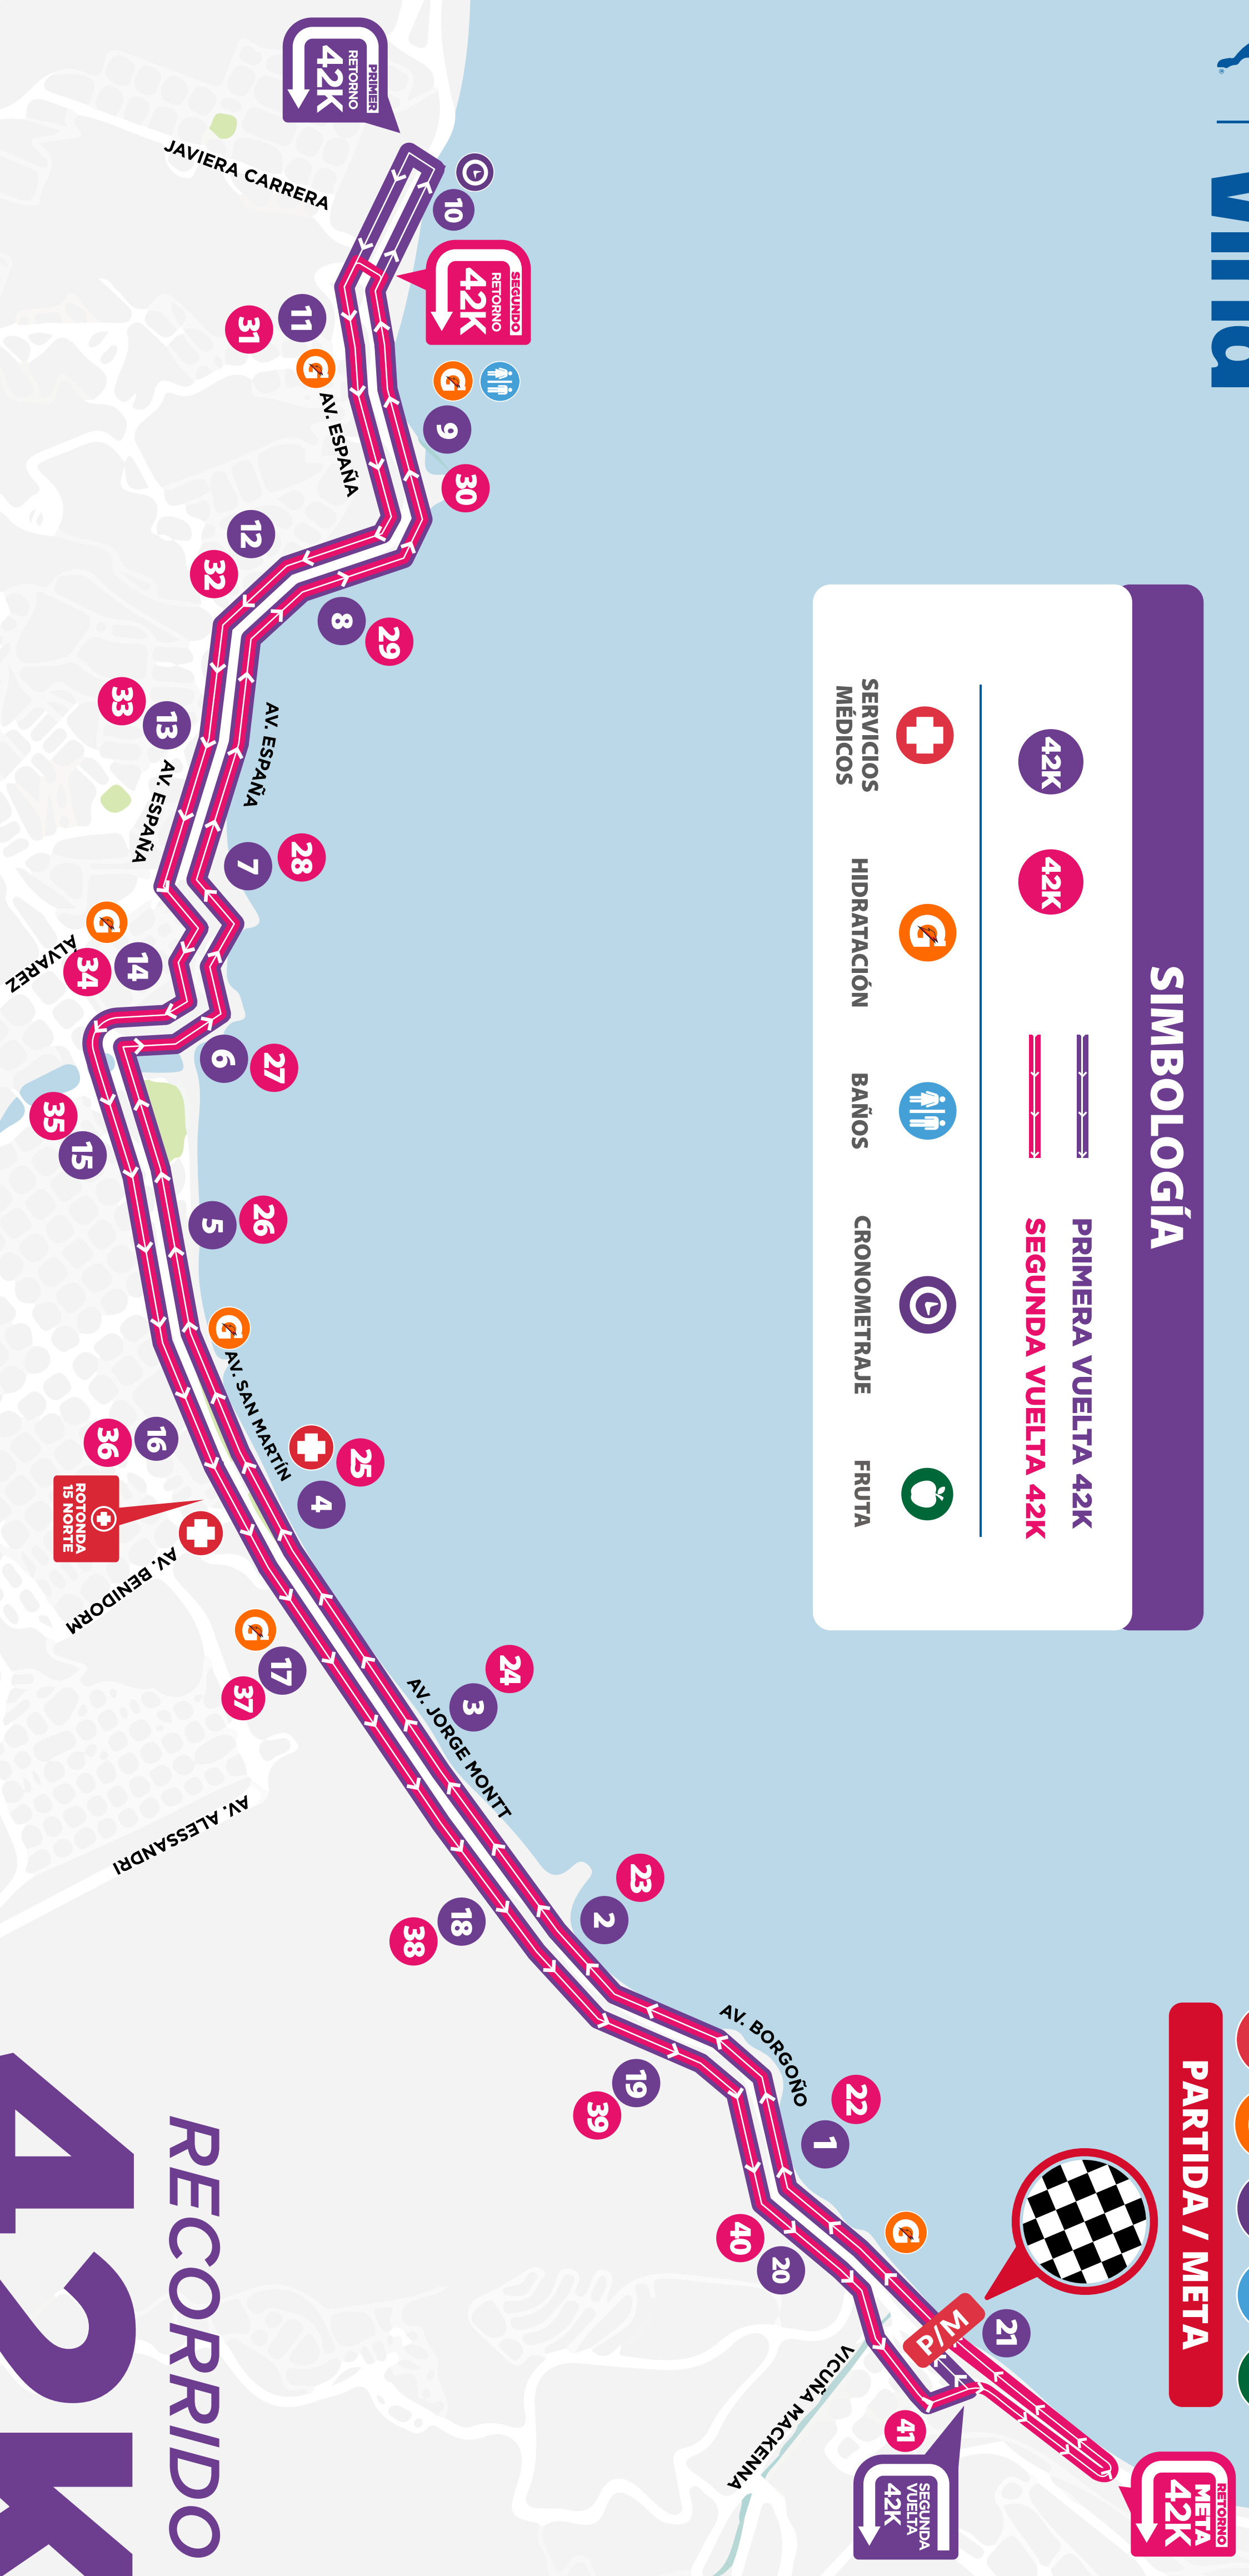 Viña
PRIMER
RETORNO
42K
JAVIERA CARRERA
10
SEGUNDO
RETORNO
42K
11
31
G
AV. ESPAÑA
G
9
30
12
32
8
29
33
13
AV. ESPAÑA
AV. ESPAÑA
7
28
G
ÁLVAREZ
34
14
6
27
35
15
5
26
G
AV. SAN MARTÍN
25
4
36
16
ROTONDA
15 NORTE
AV. BENIDORM
G
17
37
24
3
AV. JORGE MONTT
AV. ALESSANDRI
23
2
18
38
AV. BORGOÑO
19
39
22
1
G
40
20
21
P/M
VICUÑA MACKENNA
41
SEGUNDA
VUELTA
42K
RETORNO
META
42K
PARTIDA / META
SIMBOLOGÍA
42K
42K
PRIMERA VUELTA 42K
SEGUNDA VUELTA 42K
SERVICIOS
MÉDICOS
G
HIDRATACIÓN
BAÑOS
CRONOMETRAJE
FRUTA
RECORRIDO
42K